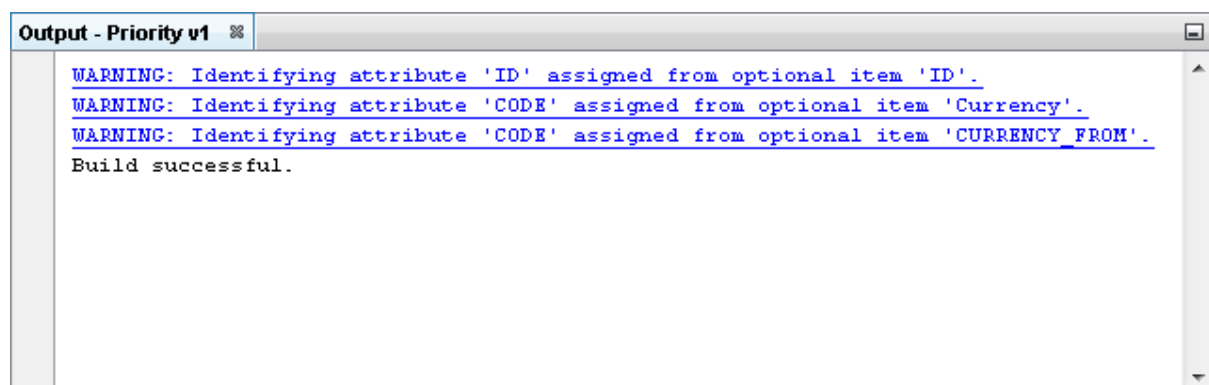 Output - Priority v1
WARNING: Identifying attribute 'ID' assigned from optional item 'ID'.
WARNING: Identifying attribute 'CODE' assigned from optional item 'Currency'.
WARNING: Identifying attribute 'CODE' assigned from optional item 'CURRENCY_FROM'.
Build successful.